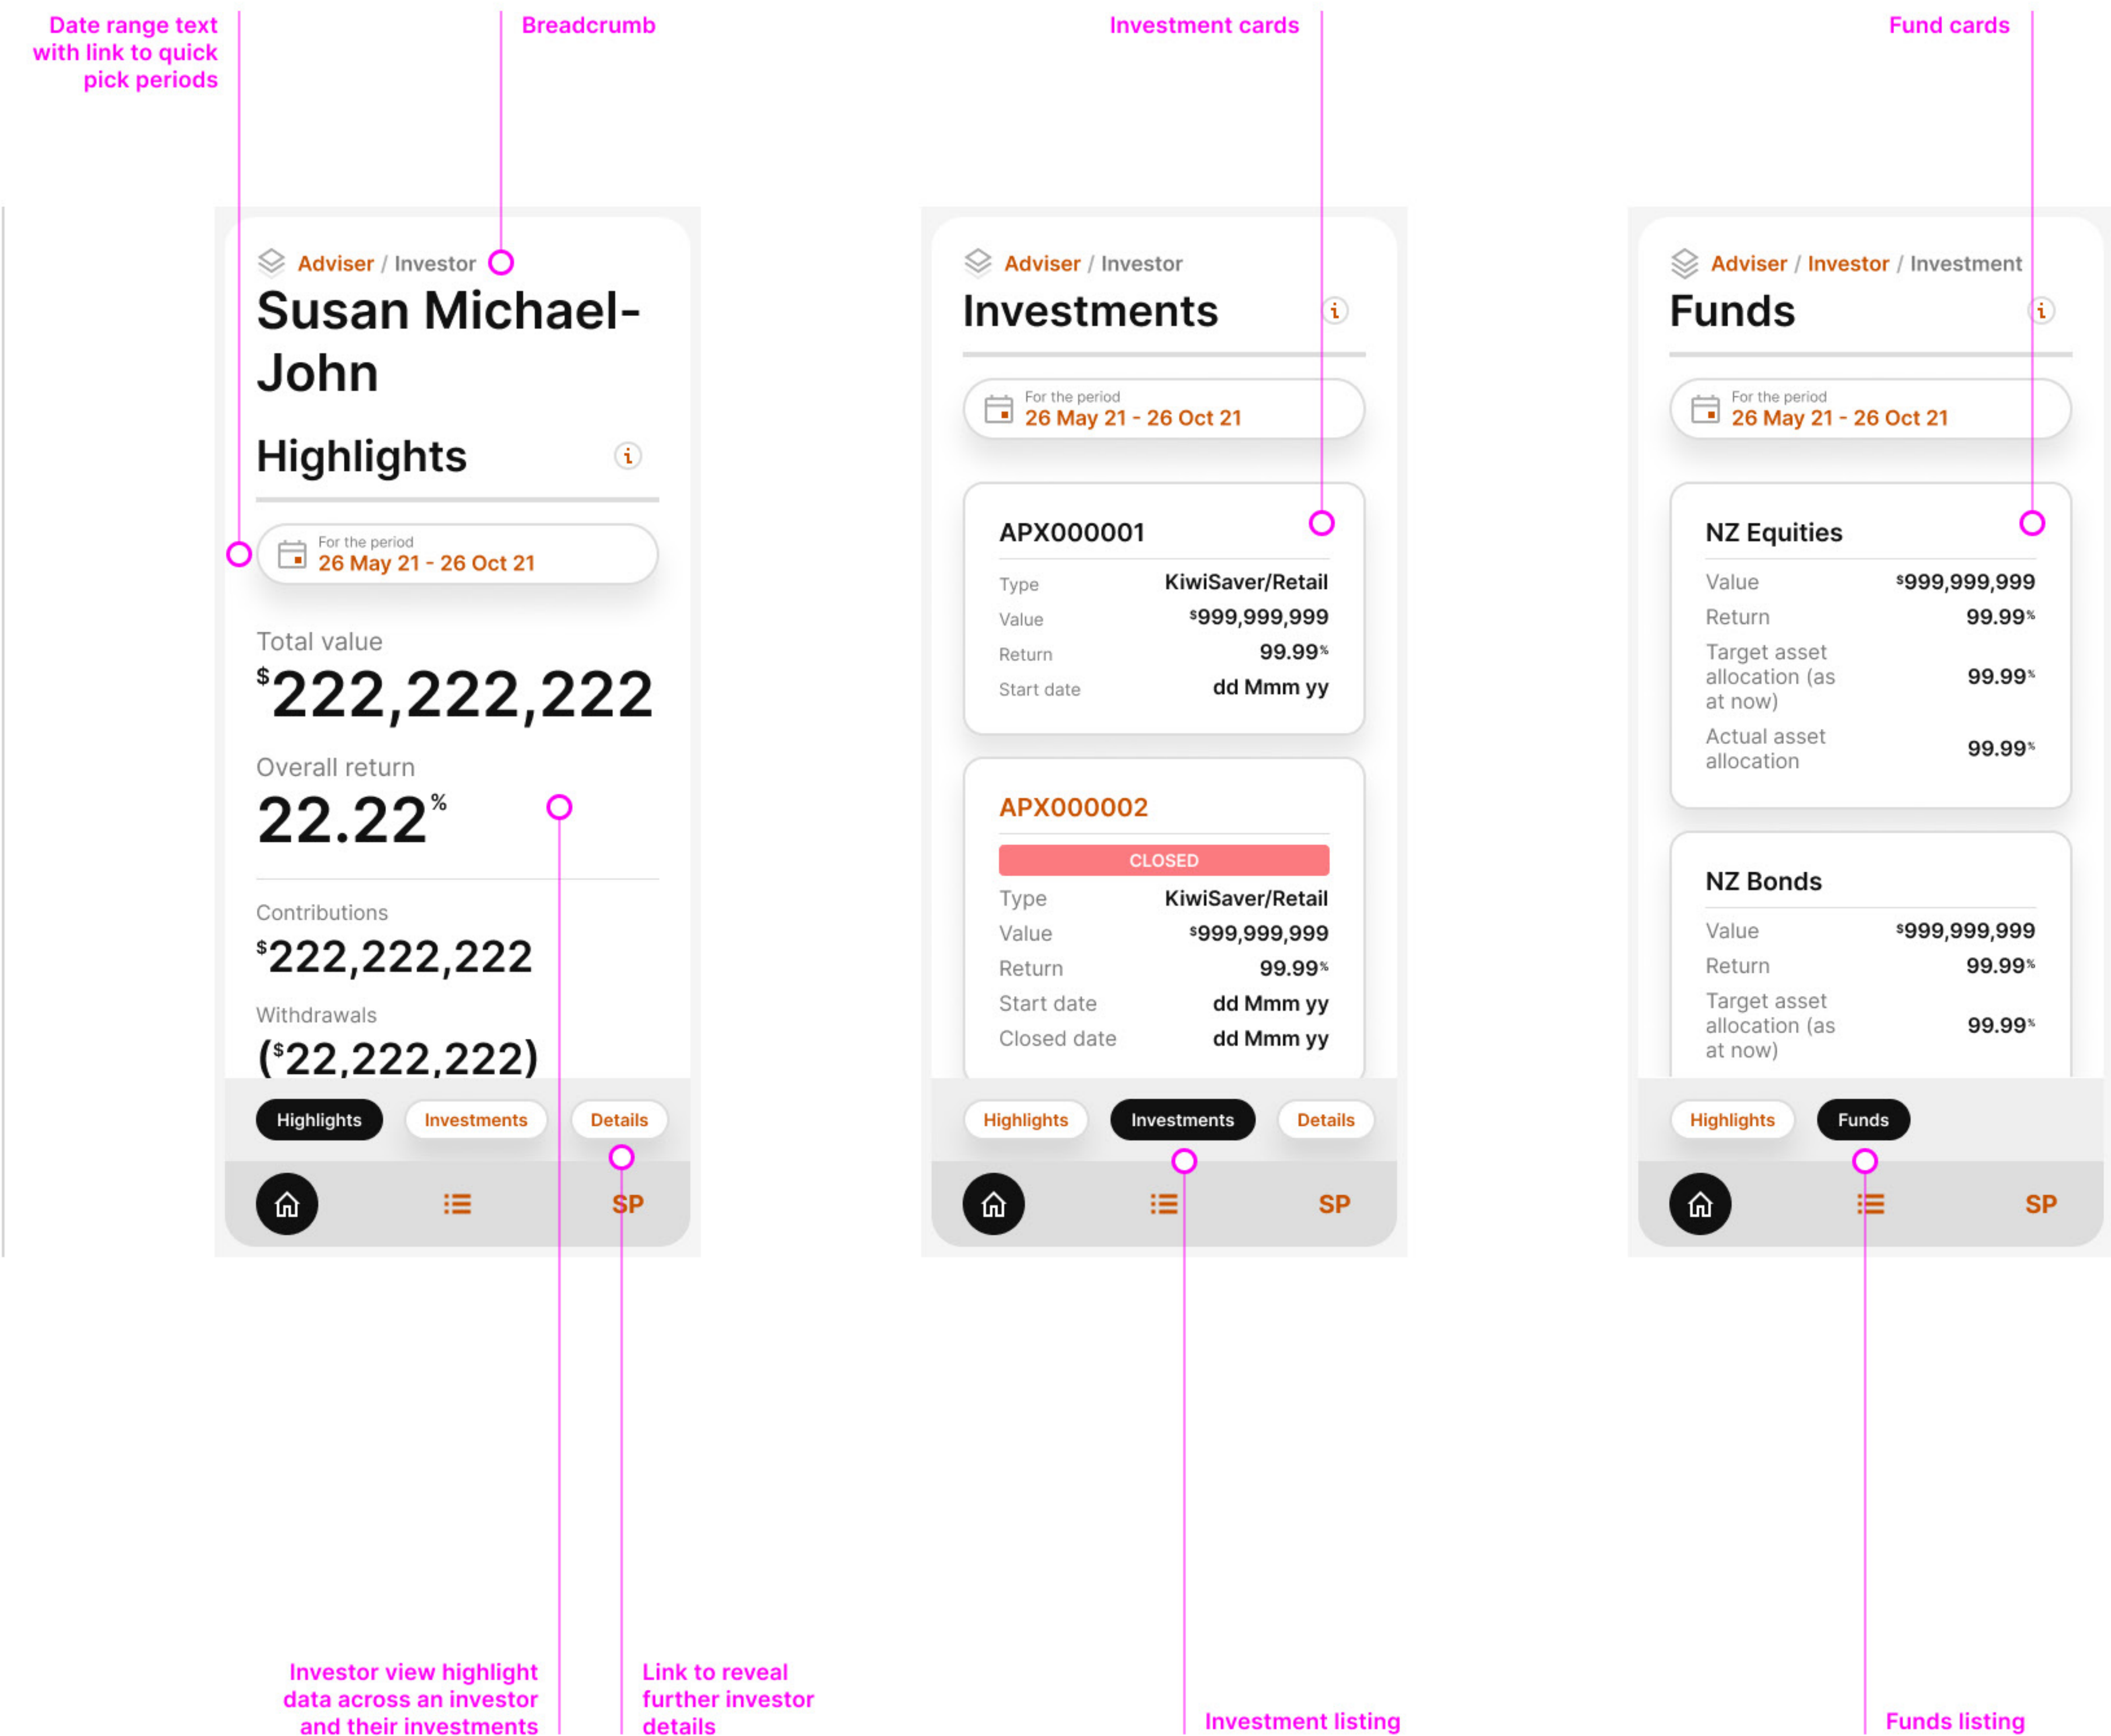 Date range text
with link to quick
pick periods
Breadcrumb
Investment cards
Fund cards
Adviser / Investor
Susan Michael-
John
Highlights
i
For the period
26 May 21 - 26 Oct 21
Total value
$222,222,222
Overall return
22.22%
Contributions
$222,222,222
Withdrawals
($22,222,222)
Highlights
Investments
Details
SP
Adviser / Investor
Investments
i
For the period
26 May 21 - 26 Oct 21
APX000001
Type KiwiSaver/Retail
Value $999,999,999
Return 99.99%
Start date dd Mmm yy
APX000002
CLOSED
Type KiwiSaver/Retail
Value $999,999,999
Return 99.99%
Start date dd Mmm yy
Closed date dd Mmm yy
Highlights
Investments
Details
SP
Adviser / Investor / Investment
Funds
i
For the period
26 May 21 - 26 Oct 21
NZ Equities
Value $999,999,999
Return 99.99%
Target asset
allocation (as 99.99%
at now)
Actual asset
allocation 99.99%
NZ Bonds
Value $999,999,999
Return 99.99%
Target asset
allocation (as 99.99%
at now)
Highlights
Funds
SP
Investor view highlight
data across an investor
and their investments
Link to reveal
further investor
details
Investment listing
Funds listing